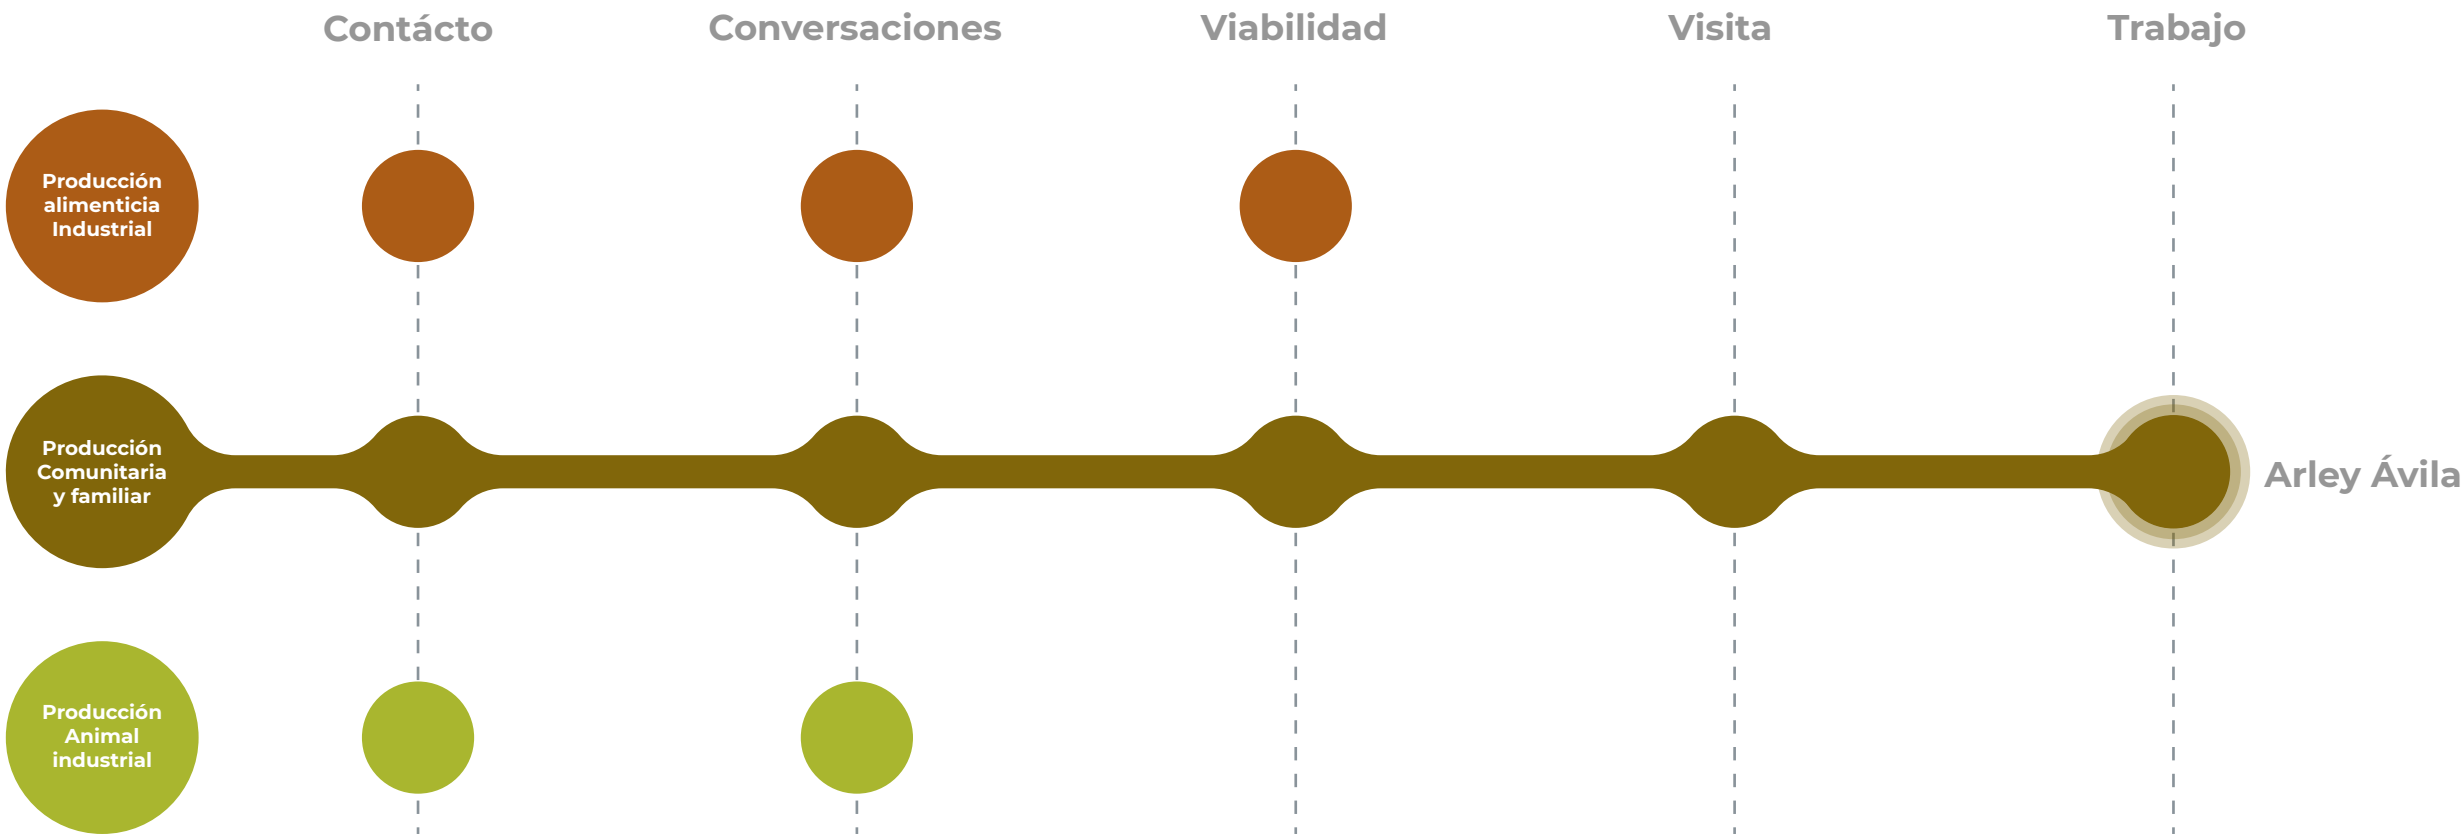 Contácto
Conversaciones
Viabilidad
Visita
Trabajo
Producción
alimenticia
Industrial
Producción
Comunitaria
y familiar
Arley Ávila
Producción
Animal
industrial